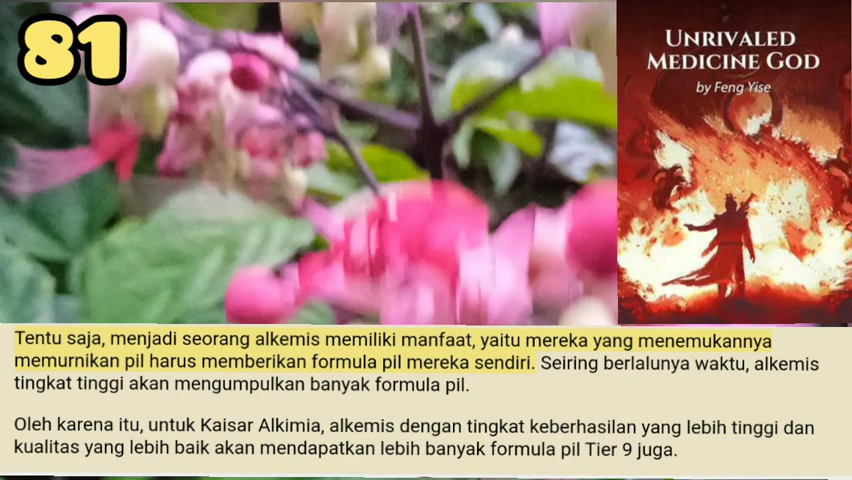 81
UNRIVALED
MEDICINE GOD
by Feng Yise
Tentu saja, menjadi seorang alkemis memiliki manfaat, yaitu mereka yang menemukannya
memurnikan pil harus memberikan formula pil mereka sendiri. Seiring berlalunya waktu, alkemis
tingkat tinggi akan mengumpulkan banyak formula pil.
Oleh karena itu, untuk Kaisar Alkimia, alkemis dengan tingkat keberhasilan yang lebih tinggi dan
kualitas yang lebih baik akan mendapatkan lebih banyak formula pil Tier 9 juga.